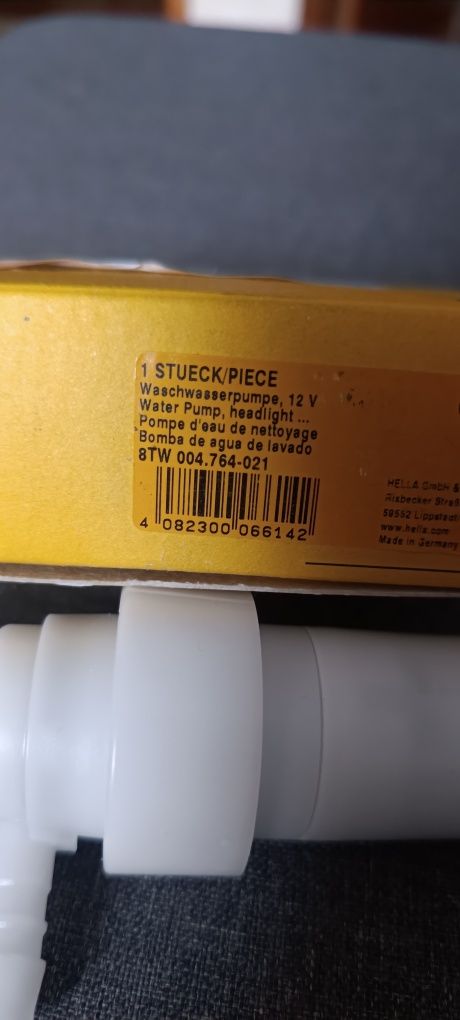 1 STUECK/PIECE
Waschwasserpumpe, 12 V
Water Pump, headlight ...
Pompe d'eau de nettoyage
Bomba de agua de lavado
8TW 004.764-021
4 082300 066142
HELLA GmbH &
Rixbecker Straß
59552 Lippstadt
www.hella.com
Made in Germany